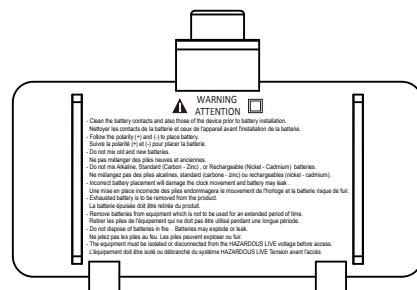 WARNING
ATTENTION
- Clean the battery contacts and also those of the device prior to battery installation.
Nettoyer les contacts de la batterie et ceux de l'appareil avant l'installation de la batterie.
- Follow the polarity (+) and (-) to place battery.
Suivre la polarité (+) et (-) pour placer la batterie.
- Do not mix old and new batteries.
Ne pas mélanger des piles neuves et anciennes.
- Do not mix Alkaline, Standard (Carbon - Zinc) , or Rechargeable (Nickel - Cadmium) batteries.
Ne mélangez pas des piles alcalines, standard (carbone - zinc) ou rechargeables (nickel - cadmium).
- Incorrect battery placement will damage the clock movement and battery may leak .
Une mise en place incorrecte des piles endommagera le mouvement de l'horloge et la batterie risque de fuir.
- Exhausted battery is to be removed from the product.
La batterie épuisée doit être retirée du produit.
- Remove batteries from equipment which is not to be used for an extended period of time.
Retirer les piles de l'équipement qui ne doit pas être utilisé pendant une longue période.
- Do not dispose of batteries in fire . Batteries may explode or leak.
Ne jetez pas les piles au feu. Les piles peuvent exploser ou fuir.
- The equipment must be isolated or disconnected from the HAZARDOUS LIVE voltage before access.
L'équipement doit être isolé ou débranché du système HAZARDOUS LIVE Tension avant l'accès.